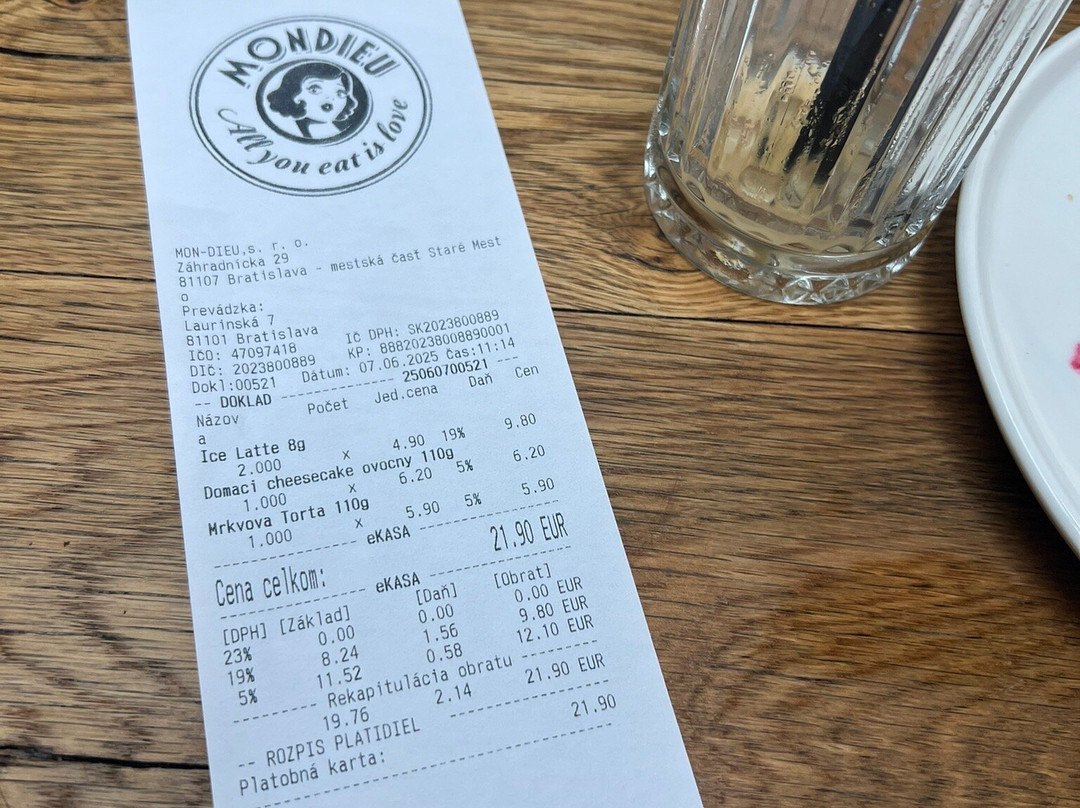 MONDIEU
All you eat is love
MON-DIEU,s. r. o.
Záhradnícka 29
81107 Bratislava - mestská časť Staré Mest
o
Prevádzka:
Laurinská 7
81101 Bratislava
IČO: 47097418 IČ DPH: SK2023800889
DIČ: 2023800889 KP: 88820238008890001
Dokl:00521 Dátum: 07.06.2025 čas:11:14
-- DOKLAD ------------ 25060700521 ---
Názov Počet Jed.cena Daň Cen
a
Ice Latte 8g
2.000 x 4.90 19% 9.80
Domaci cheesecake ovocny 110g
1.000 x 6.20 5% 6.20
Mrkvova Torta 110g
1.000 x 5.90 5% 5.90
---------------- eKASA ----------------
Cena celkom: 21.90 EUR
---------------- eKASA ----------------
[DPH] [Základ] [Daň] [Obrat]
23% 0.00 0.00 0.00 EUR
19% 8.24 1.56 9.80 EUR
5% 11.52 0.58 12.10 EUR
--------- Rekapitulácia obratu ---------
19.76 2.14 21.90 EUR
-- ROZPIS PLATIDIEL ----------------
Platobná karta: 21.90